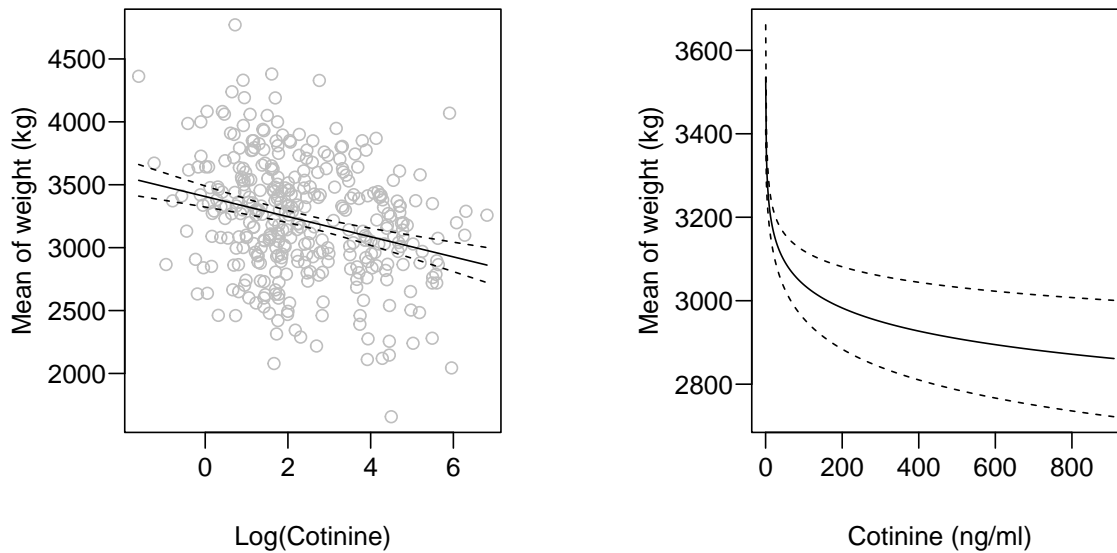 Mean of weight (kg)
4500
4000
3500
3000
2500
2000
0 2 4 6
Log(Cotinine)
Mean of weight (kg)
3600
3400
3200
3000
2800
0 200 400 600 800
Cotinine (ng/ml)